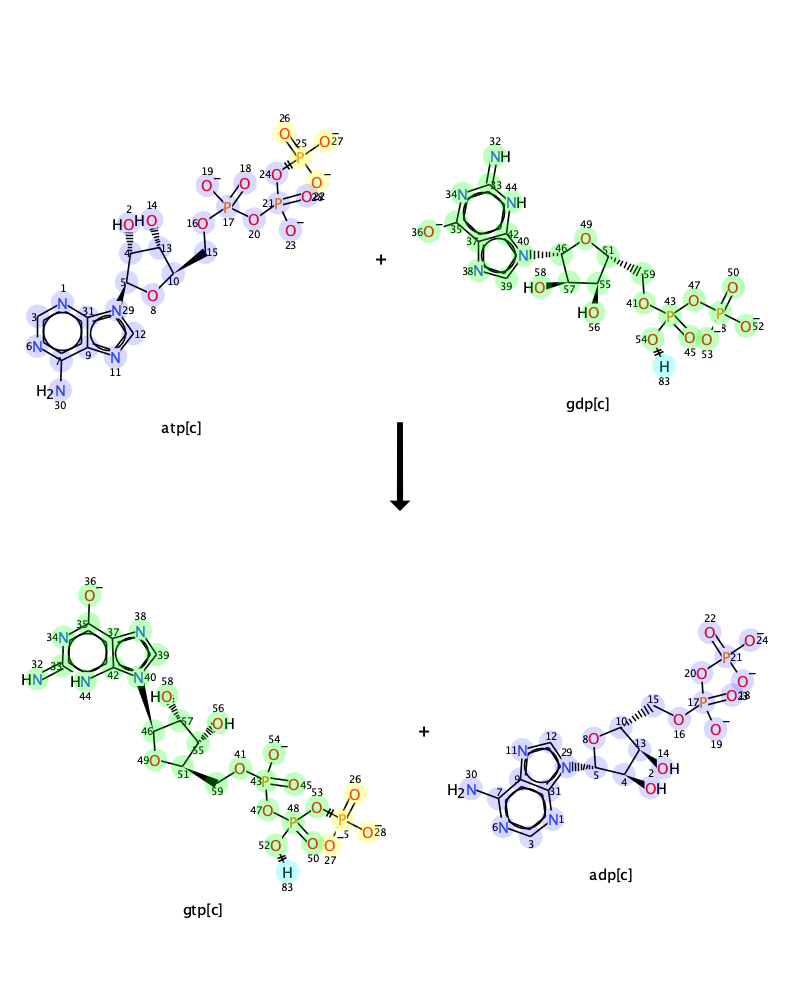 26
25
27
O
O−
P
O−
28
24 O
19
18
O−
O
22
O
21 P
17 P
20
O
23
O−
2
14
HO
HO
16 O
15
4
13
10
5
8
O
1
N
31
29
N
3
12
6 N
7
9
11
N
H2N
30
atp[c]
+
32
NH
33
34 N
44
NH
36 O−
35
37
42
40
N
38 N
39
49
O
46
51
59
58
HO
57
55
HO
56
41 O
43
P
47
O
50
O
P
O−
52
O−
53
54 O
O
45
H
83
gdp[c]
36
O−
35
34 N
37
38
N
39
32
HN
33
42
N 40
HN
44
58
HO
57
56
OH
46
55
49 O
51
59
41
O
54
O−
43 P
O 45
47 O
48
P
53
O
26
O
P
O−
28
O−
27
52 O
O
50
H
83
gtp[c]
+
22
O
O−
24
P 21
20
O
O−
17 P
O
15
O
16
O−
19
10
8 O
13
14
OH
2
OH
4
5
11 N
12
29
N
30
H2N
9
7
31
6 N
N 1
3
adp[c]